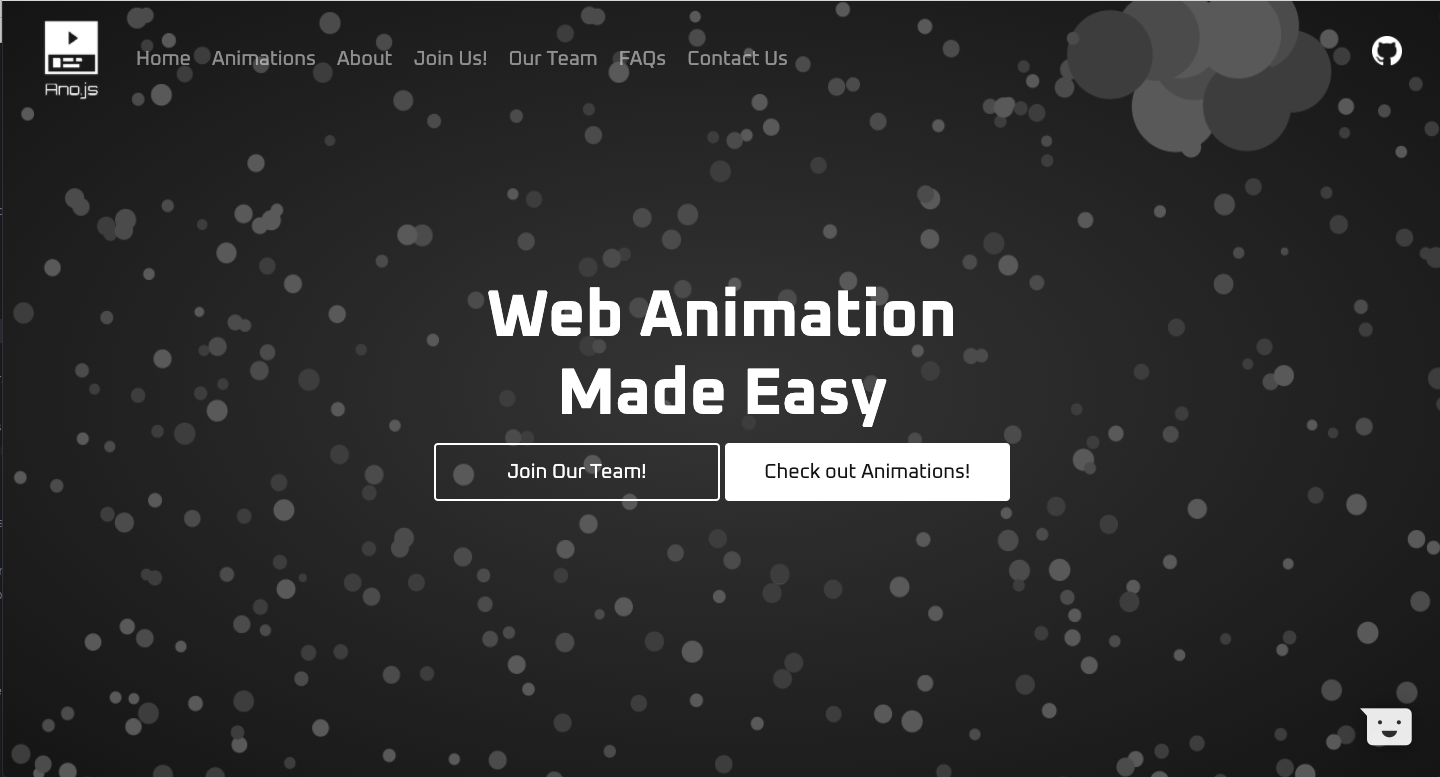 Ano.js
Home Animations About Join Us! Our Team FAQs Contact Us
Web Animation
Made Easy
Join Our Team! Check out Animations!